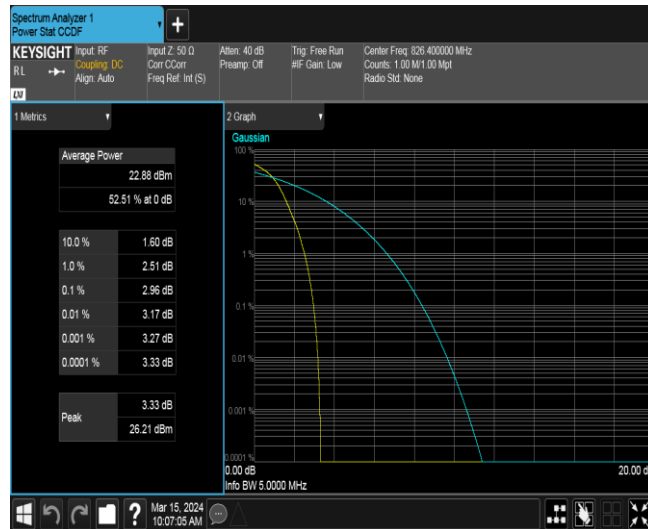 Spectrum Analyzer 1
Power Stat CCDF
+
KEYSIGHT
RL
LXI
Input: RF
Coupling: DC
Align: Auto
Input Z: 50 Ω
Corr CCorr
Freq Ref: Int (S)
Atten: 40 dB
Preamp: Off
Trig: Free Run
#IF Gain: Low
Center Freq: 826.400000 MHz
Counts: 1.00 M/1.00 Mpt
Radio Std: None
1 Metrics
Average Power
22.88 dBm
52.51 % at 0 dB
10.0 % 1.60 dB
1.0 % 2.51 dB
0.1 % 2.96 dB
0.01 % 3.17 dB
0.001 % 3.27 dB
0.0001 % 3.33 dB
Peak
3.33 dB
26.21 dBm
2 Graph
Gaussian
100 %
10 %
1 %
0.1 %
0.01 %
0.001 %
0.0001 %
0.00 dB
20.00 d
Info BW 5.0000 MHz
?
Mar 15, 2024
10:07:05 AM